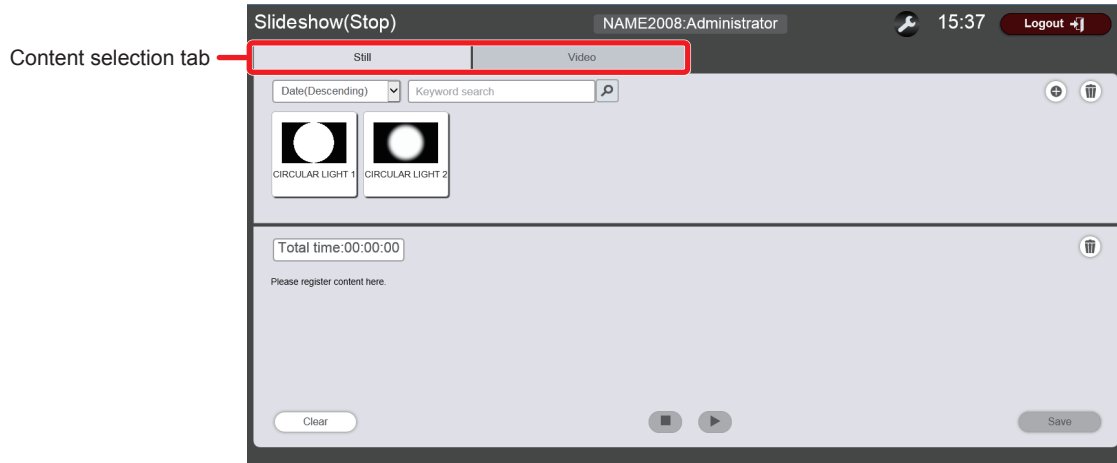 Slideshow(Stop) NAME2008:Administrator 15:37 Logout
Content selection tab Still Video
Date(Descending) Keyword search
CIRCULAR LIGHT 1 CIRCULAR LIGHT 2
Total time:00:00:00
Please register content here.
Clear Save